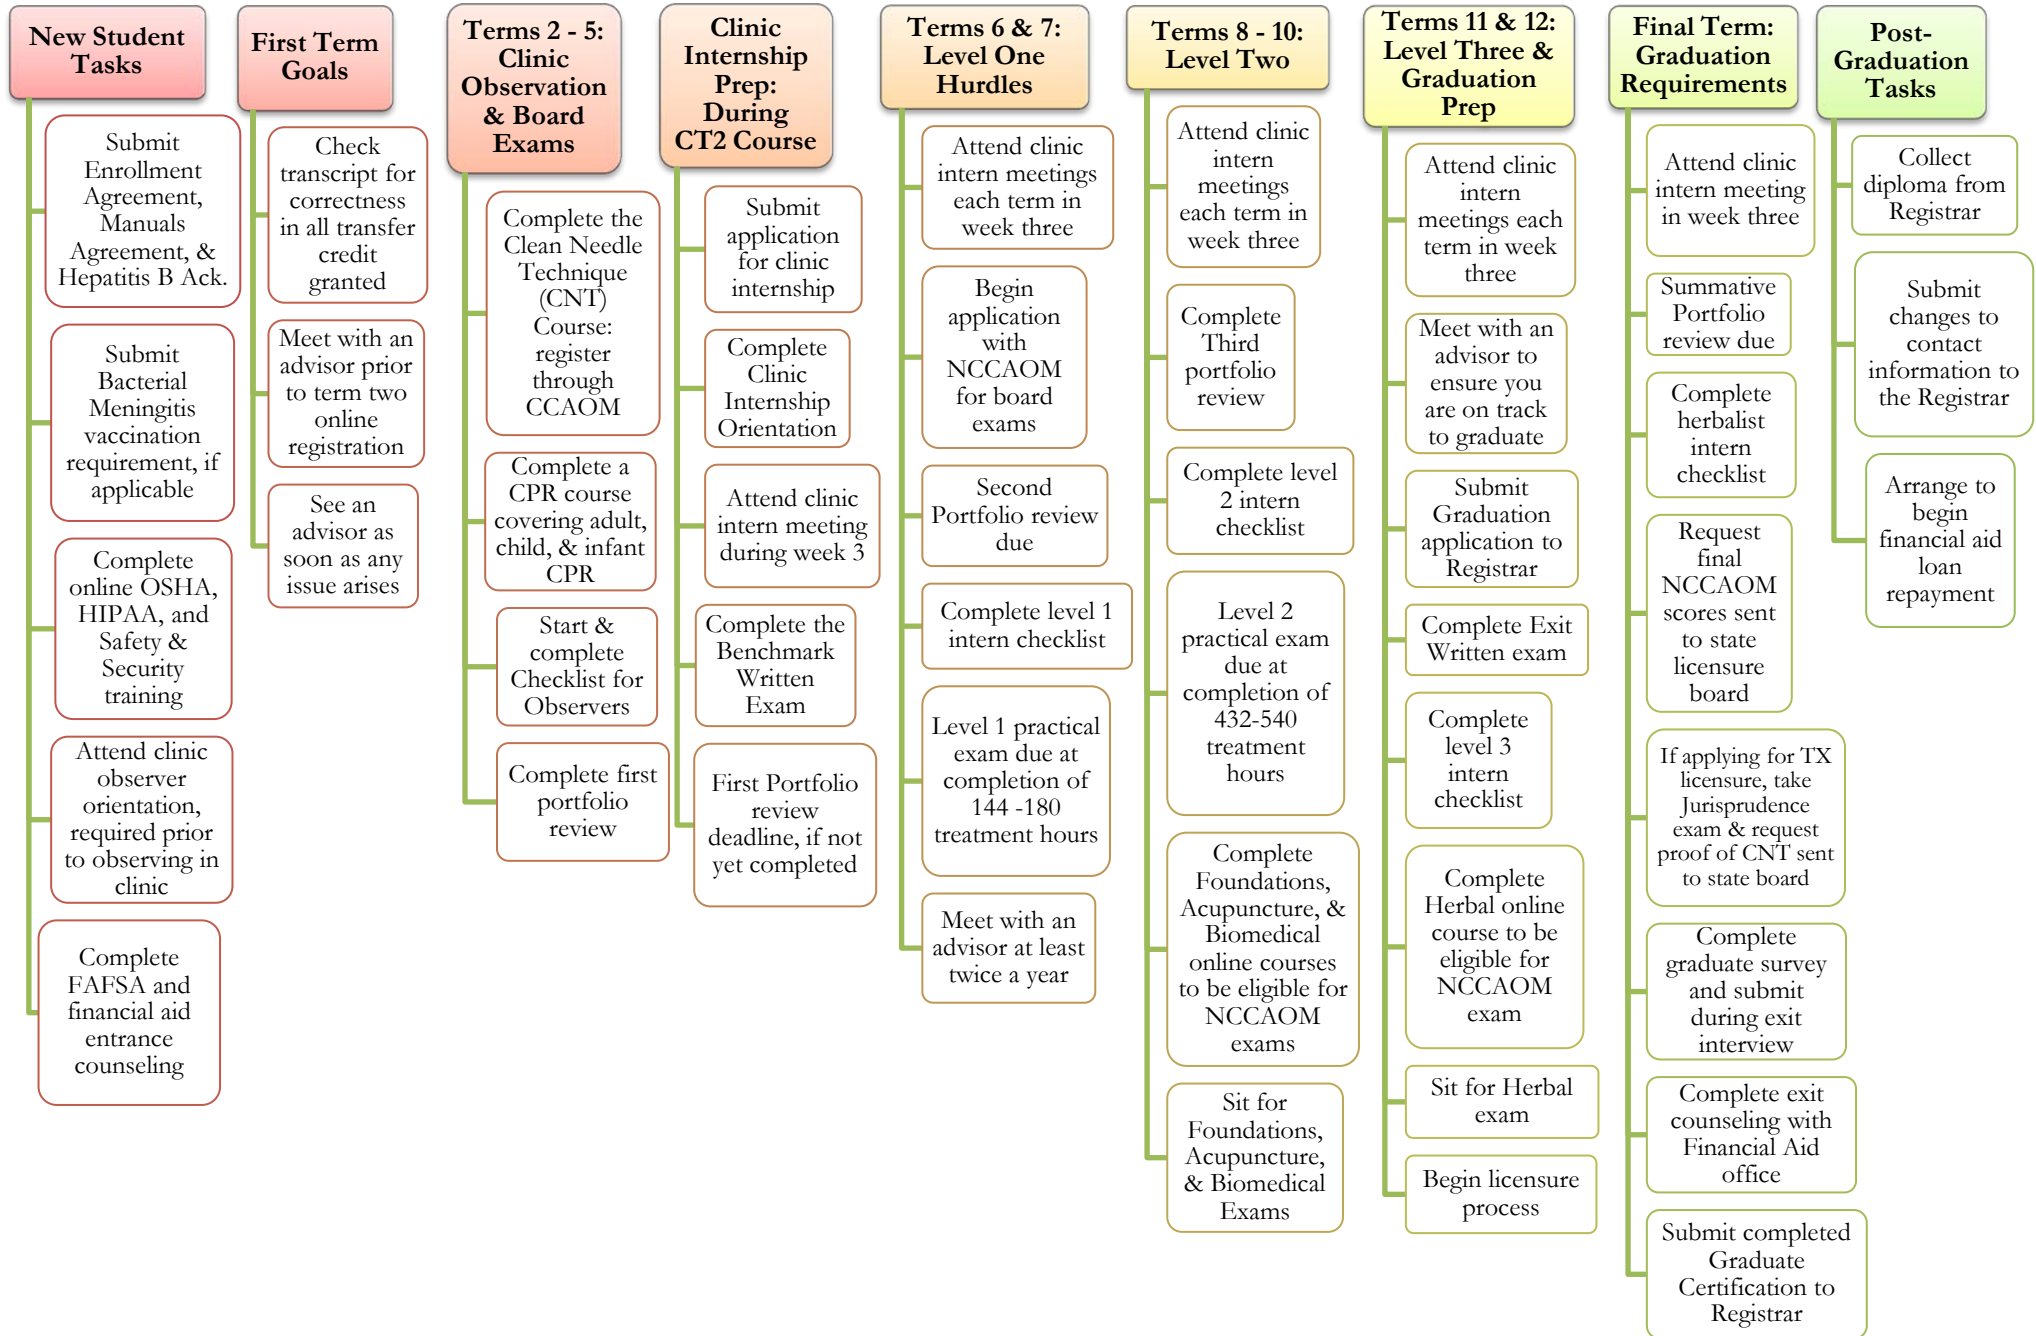 New Student
Tasks
Submit
Enrollment
Agreement,
Manuals
Agreement, &
Hepatitis B Ack.
Submit
Bacterial
Meningitis
vaccination
requirement, if
applicable
Complete
online OSHA,
HIPAA, and
Safety &
Security
training
Attend clinic
observer
orientation,
required prior
to observing in
clinic
Complete
FAFSA and
financial aid
entrance
counseling
First Term
Goals
Check
transcript for
correctness
in all transfer
credit
granted
Meet with an
advisor prior
to term two
online
registration
See an
advisor as
soon as any
issue arises
Terms 2 - 5:
Clinic
Observation
& Board
Exams
Complete the
Clean Needle
Technique
(CNT)
Course:
register
through
CCAOM
Complete a
CPR course
covering adult,
child, & infant
CPR
Start &
complete
Checklist for
Observers
Complete first
portfolio
review
Clinic
Internship
Prep:
During
CT2 Course
Submit
application
for clinic
internship
Complete
Clinic
Internship
Orientation
Attend clinic
intern meeting
during week 3
Complete the
Benchmark
Written
Exam
First Portfolio
review
deadline, if not
yet completed
Terms 6 & 7:
Level One
Hurdles
Attend clinic
intern meetings
each term in
week three
Begin
application
with
NCCAOM
for board
exams
Second
Portfolio review
due
Complete level 1
intern checklist
Level 1 practical
exam due at
completion of
144 -180
treatment hours
Meet with an
advisor at least
twice a year
Terms 8 - 10:
Level Two
Attend clinic
intern
meetings
each term in
week three
Complete
Third
portfolio
review
Complete level
2 intern
checklist
Level 2
practical exam
due at
completion of
432-540
treatment
hours
Complete
Foundations,
Acupuncture, &
Biomedical
online courses
to be eligible for
NCCAOM
exams
Sit for
Foundations,
Acupuncture,
& Biomedical
Exams
Terms 11 & 12:
Level Three &
Graduation
Prep
Attend clinic
intern
meetings each
term in week
three
Meet with an
advisor to
ensure you
are on track
to graduate
Submit
Graduation
application to
Registrar
Complete Exit
Written exam
Complete
level 3
intern
checklist
Complete
Herbal online
course to be
eligible for
NCCAOM
exam
Sit for Herbal
exam
Begin licensure
process
Final Term:
Graduation
Requirements
Attend clinic
intern meeting
in week three
Summative
Portfolio
review due
Complete
herbalist
intern
checklist
Request
final
NCCAOM
scores sent
to state
licensure
board
If applying for TX
licensure, take
Jurisprudence
exam & request
proof of CNT sent
to state board
Complete
graduate survey
and submit
during exit
interview
Complete exit
counseling with
Financial Aid
office
Submit completed
Graduate
Certification to
Registrar
Post-
Graduation
Tasks
Collect
diploma from
Registrar
Submit
changes to
contact
information to
the Registrar
Arrange to
begin
financial aid
loan
repayment